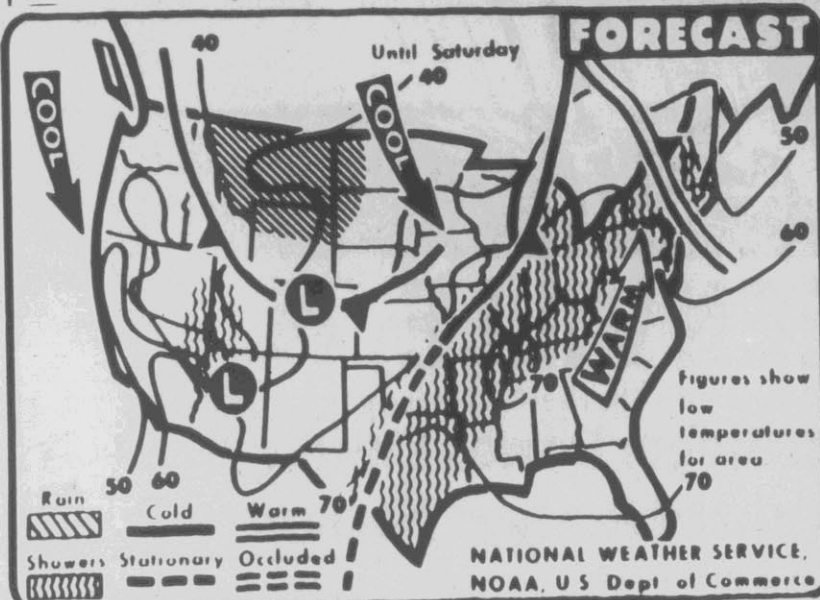 FORECAST
Until Saturday
40
40
COOL
COOL
50
60
L
L
WARM
70
Figures show
low
temperatures
for area
70
50 60
70
Rain
Cold
Warm
Showers
Stationary
Occluded
NATIONAL WEATHER SERVICE,
NOAA, U S Dept of Commerce